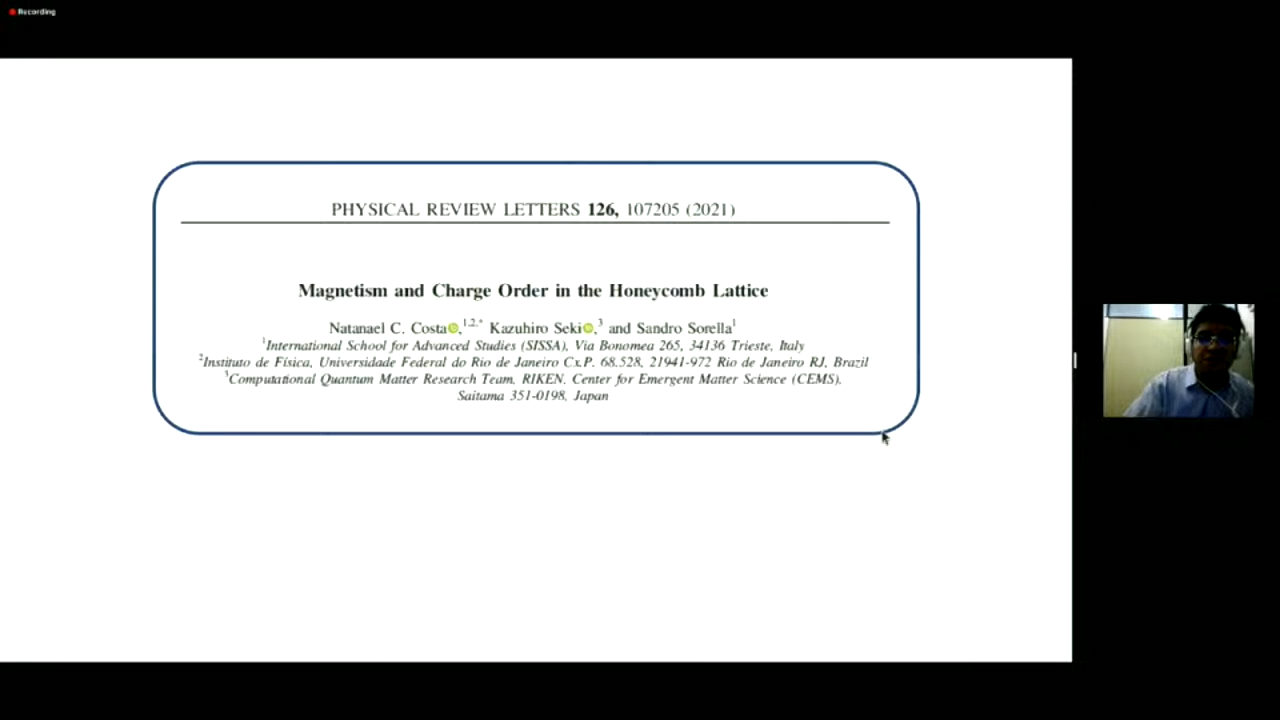 Recording
PHYSICAL REVIEW LETTERS 126, 107205 (2021)
Magnetism and Charge Order in the Honeycomb Lattice
Natanael C. Costa,1,2,* Kazuhiro Seki,3 and Sandro Sorella1
1International School for Advanced Studies (SISSA), Via Bonomea 265, 34136 Trieste, Italy
2Instituto de Física, Universidade Federal do Rio de Janeiro Cx.P. 68.528, 21941-972 Rio de Janeiro RJ, Brazil
3Computational Quantum Matter Research Team, RIKEN, Center for Emergent Matter Science (CEMS),
Saitama 351-0198, Japan